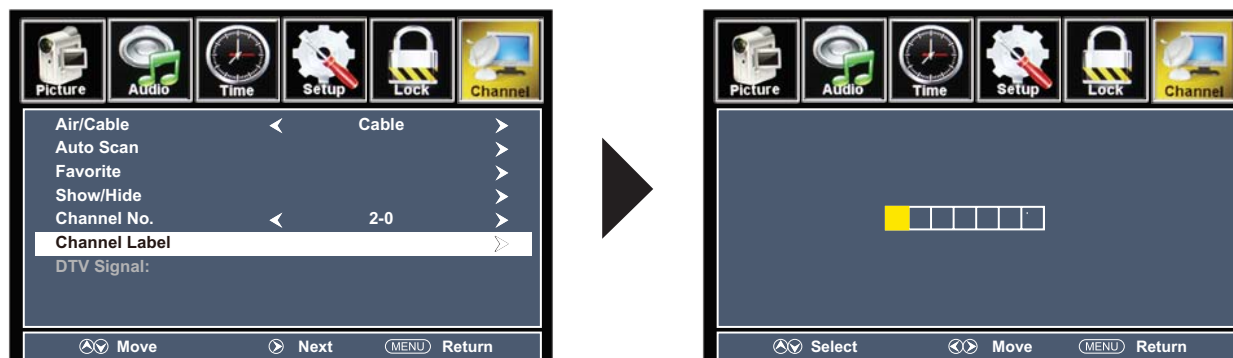 Picture Audio Time Setup Lock Channel
Air/Cable Cable
Auto Scan
Favorite
Show/Hide
Channel No. 2-0
Channel Label
DTV Signal:
Move Next MENU Return
Picture Audio Time Setup Lock Channel
Select Move MENU Return